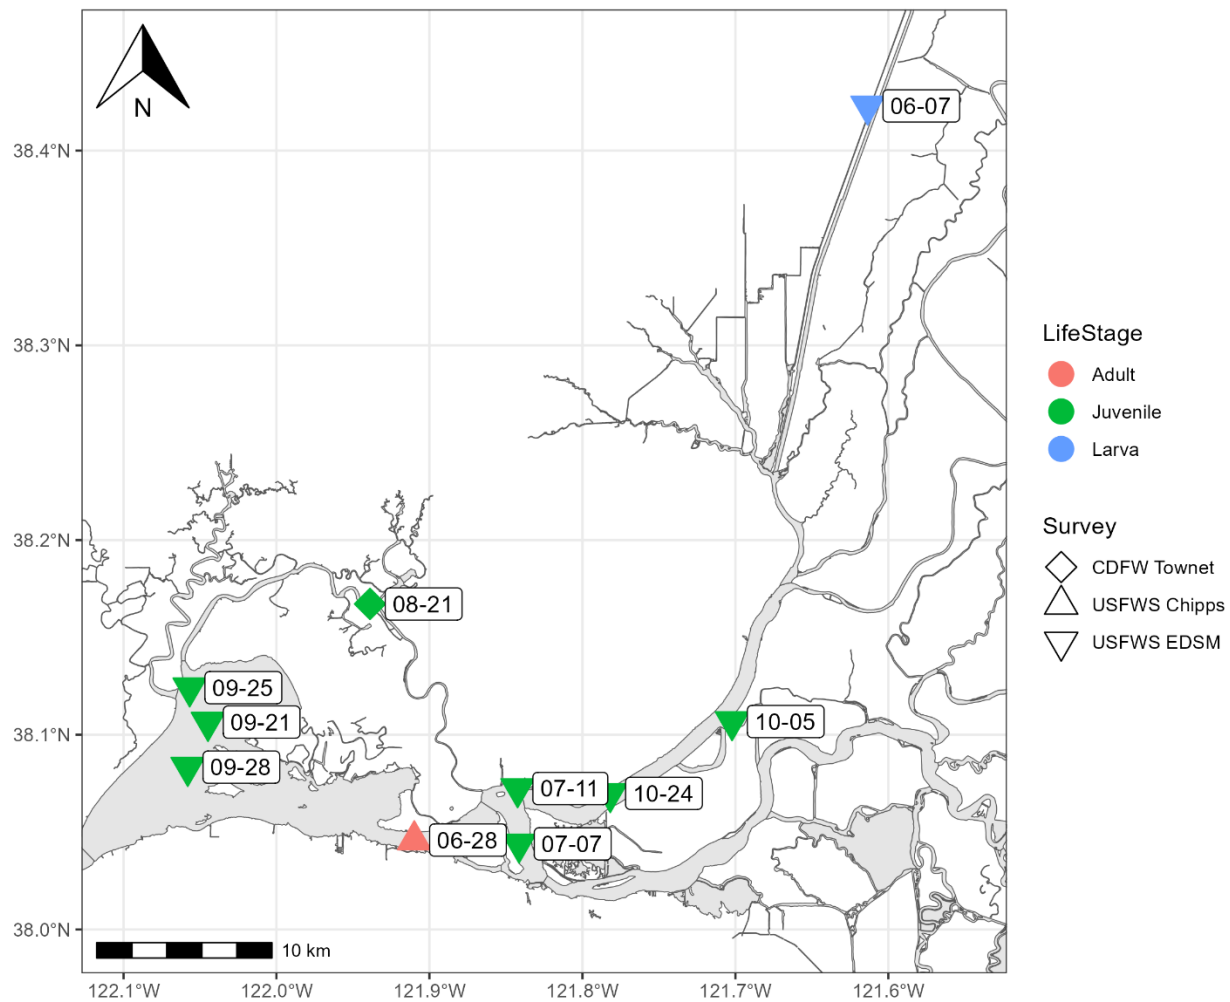 N
06-07
38.4°N
38.3°N
38.2°N
38.1°N
38.0°N
08-21
09-25
09-21
09-28
10-05
07-11
10-24
06-28
07-07
10 km
122.1°W
122.0°W
121.9°W
121.8°W
121.7°W
121.6°W
LifeStage
Adult
Juvenile
Larva
Survey
CDFW Townet
USFWS Chipps
USFWS EDSM